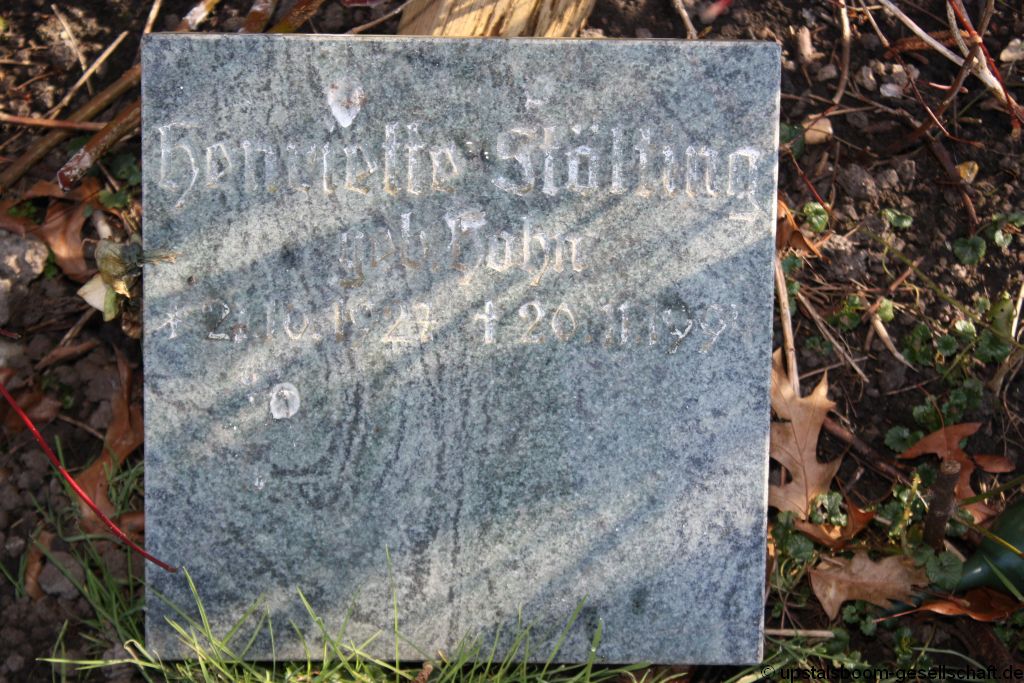 Henriette Stölting
geb. Hahn
* 2.10.1927 † 20.11.1991
© upstalsboom-gesellschaft.de